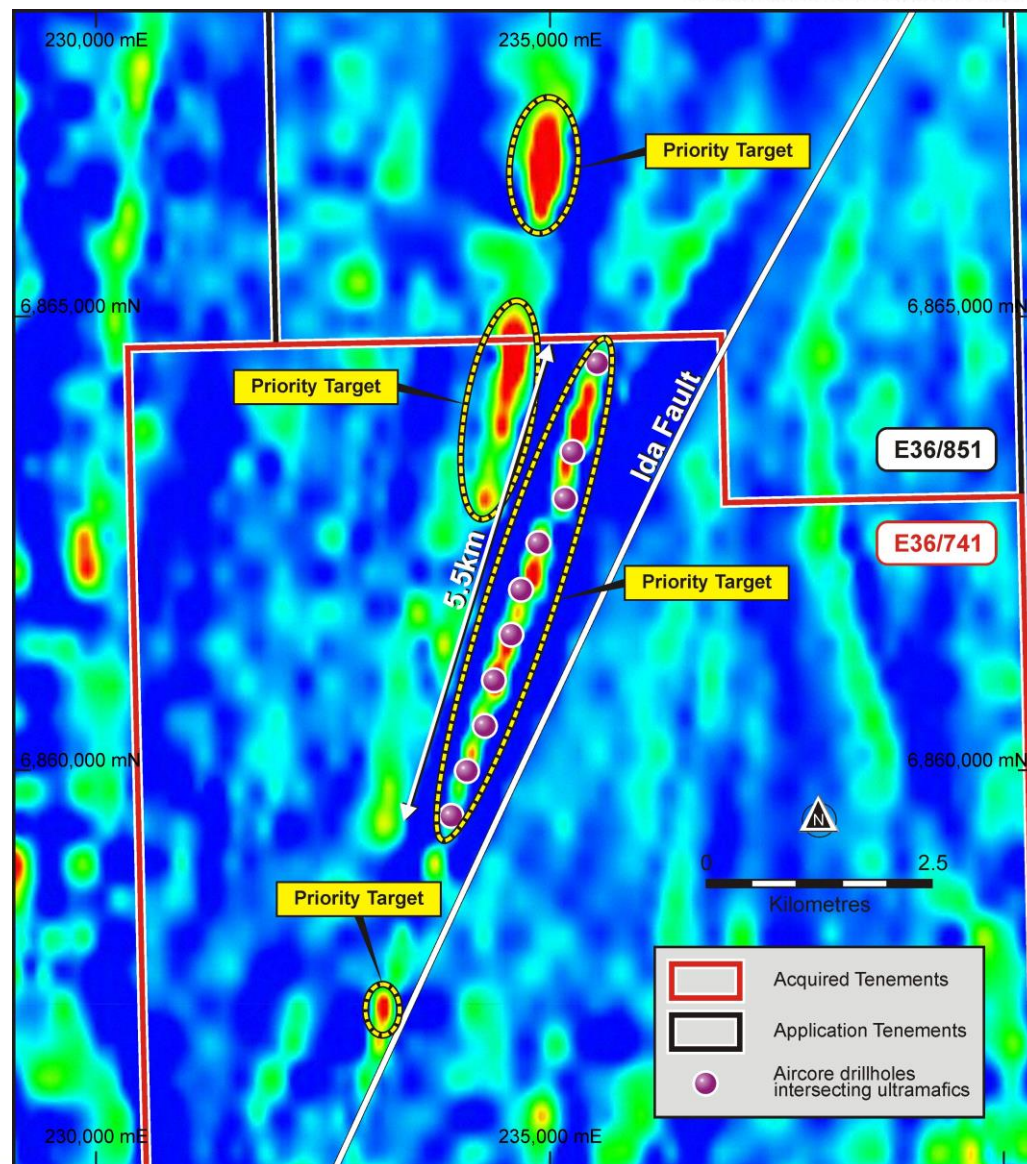 230,000 mE
235,000 mE
Priority Target
6,865,000 mN
6,865,000 mN
Priority Target
Ida Fault
E36/851
E36/741
5.5km
Priority Target
6,860,000 mN
6,860,000 mN
N
0
2.5
Kilometres
Priority Target
Acquired Tenements
Application Tenements
Aircore drillholes
intersecting ultramafics
230,000 mE
235,000 mE